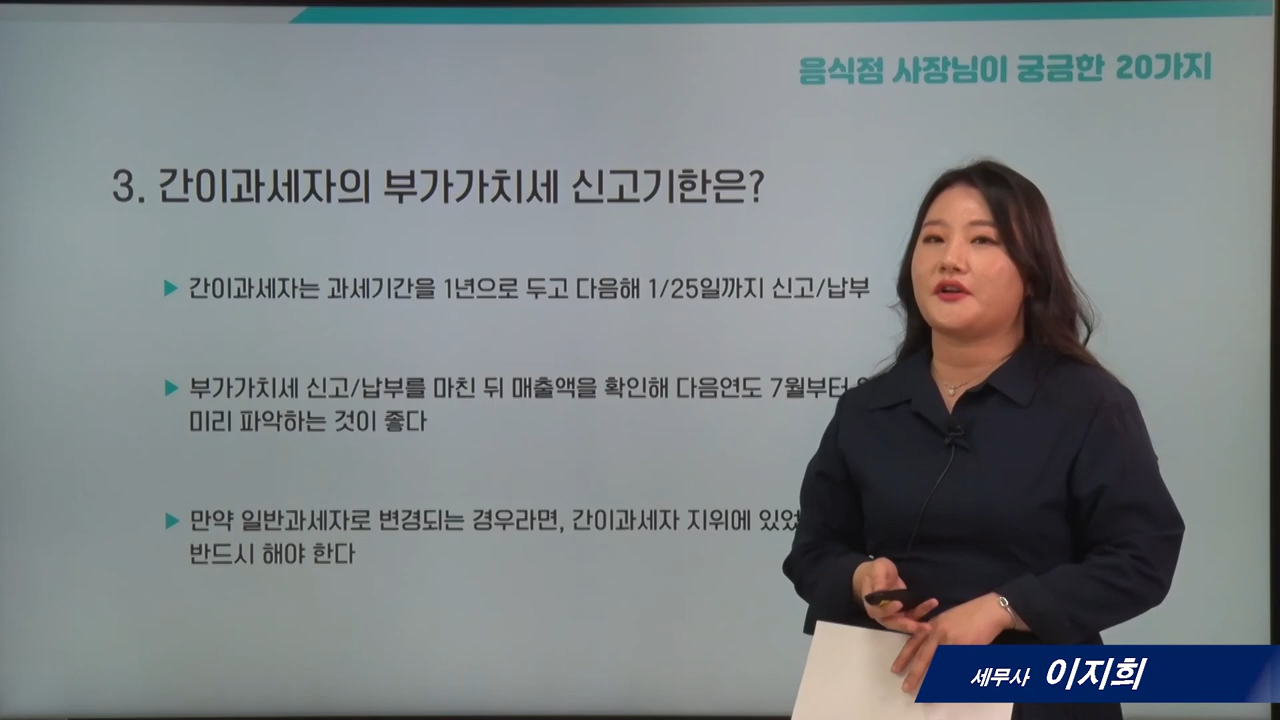 음식점 사장님이 궁금한 20가지
3. 간이과세자의 부가가치세 신고기한은?
▶ 간이과세자는 과세기간을 1년으로 두고 다음해 1/25일까지 신고/납부
▶ 부가가치세 신고/납부를 마친 뒤 매출액을 확인해 다음연도 7월부터
미리 파악하는 것이 좋다
▶ 만약 일반과세자로 변경되는 경우라면, 간이과세자 지위에
반드시 해야 한다
세무사 이지희